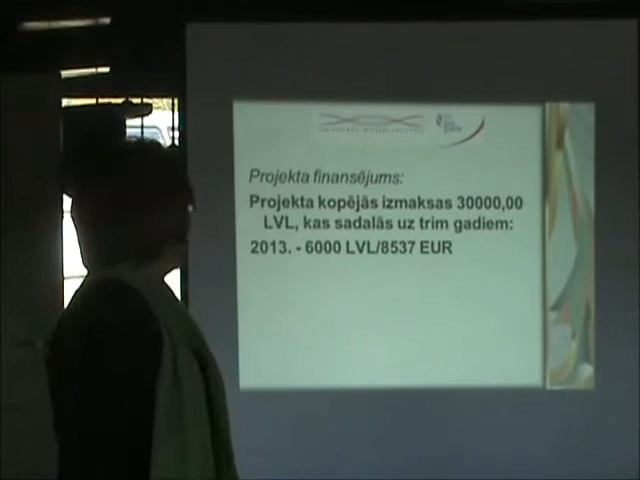 Projekta finansējums:
Projekta kopējās izmaksas 30000,00
LVL, kas sadalās uz trim gadiem:
2013. - 6000 LVL/8537 EUR